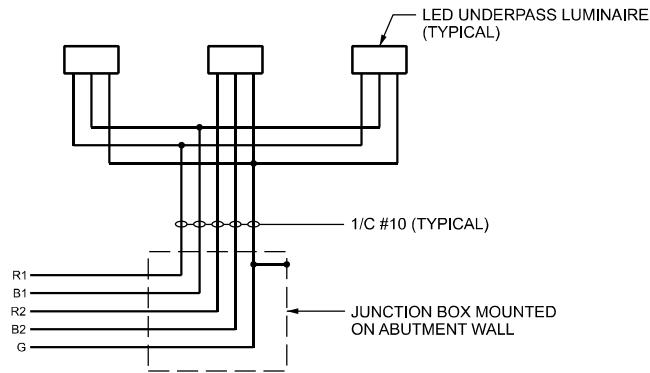 LED UNDERPASS LUMINAIRE
(TYPICAL)
1/C #10 (TYPICAL)
R1
B1
R2
B2
G
JUNCTION BOX MOUNTED
ON ABUTMENT WALL